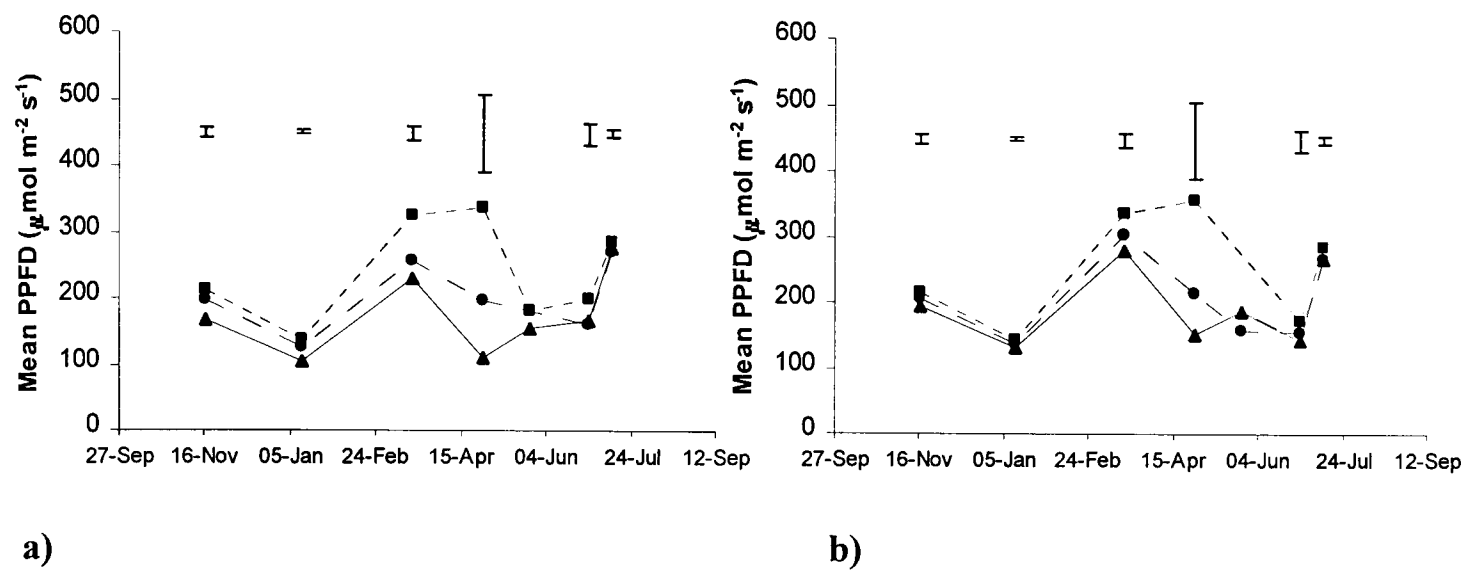 Mean PPFD (μmol m⁻² s⁻¹)
600
500
400
300
200
100
0
27-Sep 16-Nov 05-Jan 24-Feb 15-Apr 04-Jun 24-Jul 12-Sep
a)
Mean PPFD (μmol m⁻² s⁻¹)
600
500
400
300
200
100
0
27-Sep 16-Nov 05-Jan 24-Feb 15-Apr 04-Jun 24-Jul 12-Sep
b)